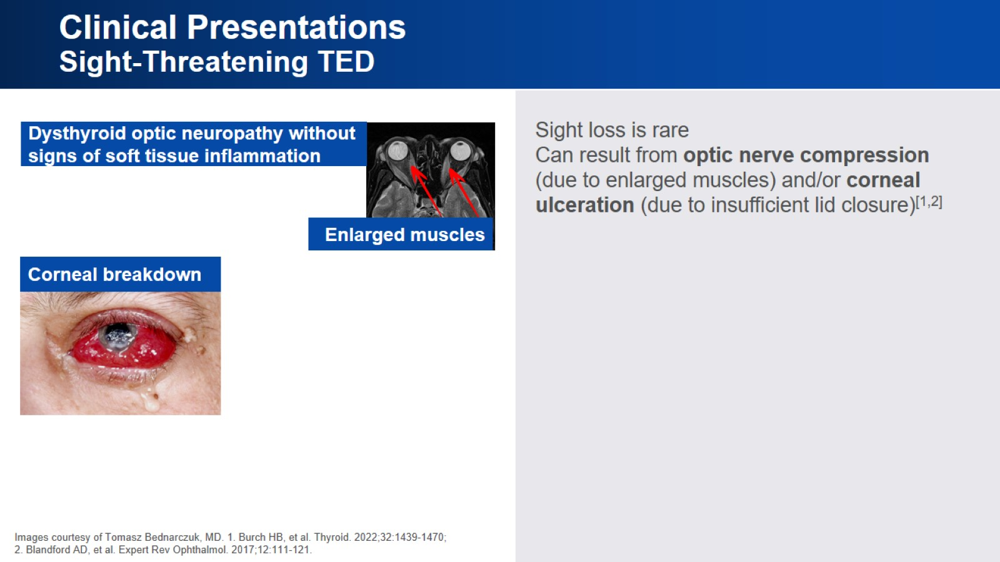 Clinical Presentations
Sight-Threatening TED
Dysthyroid optic neuropathy without
signs of soft tissue inflammation
Enlarged muscles
Corneal breakdown
Sight loss is rare
Can result from optic nerve compression
(due to enlarged muscles) and/or corneal
ulceration (due to insufficient lid closure)[1,2]
Images courtesy of Tomasz Bednarczuk, MD. 1. Burch HB, et al. Thyroid. 2022;32:1439-1470;
2. Blandford AD, et al. Expert Rev Ophthalmol. 2017;12:111-121.